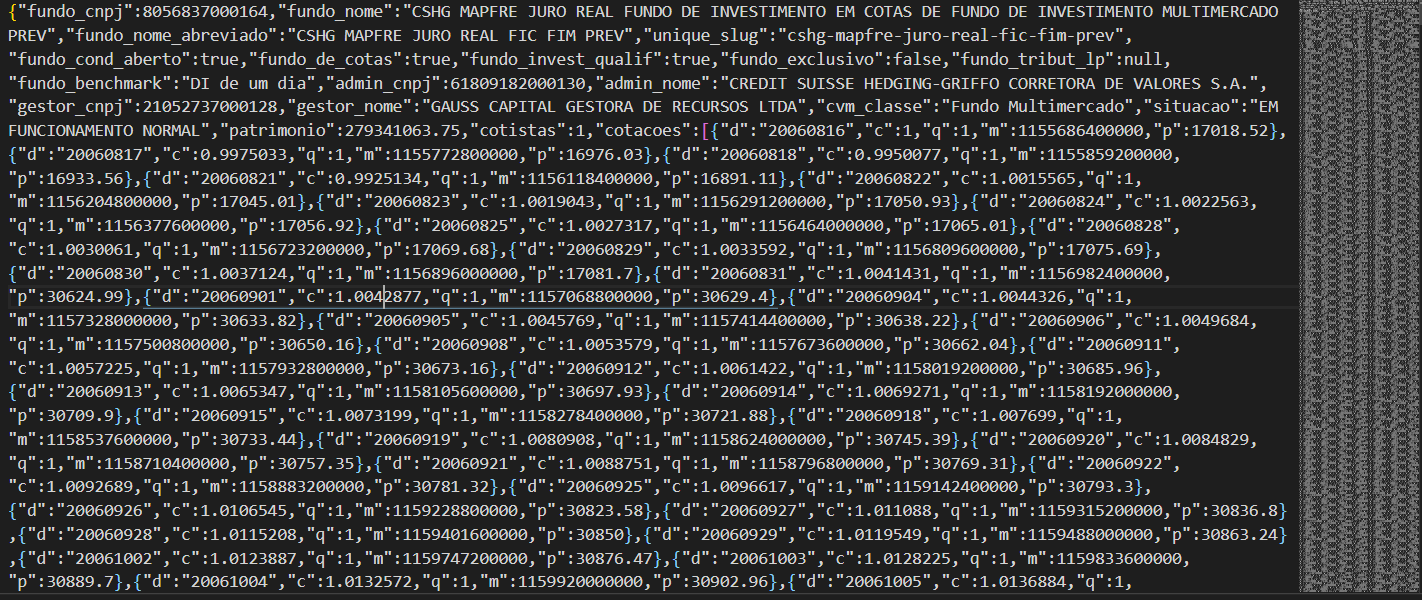 {"fundo_cnpj":8056837000164,"fundo_nome":"CSHG MAPFRE JURO REAL FUNDO DE INVESTIMENTO EM COTAS DE FUNDO DE INVESTIMENTO MULTIMERCADO
PREV","fundo_nome_abreviado":"CSHG MAPFRE JURO REAL FIC FIM PREV","unique_slug":"cshg-mapfre-juro-real-fic-fim-prev",
"fundo_cond_aberto":true,"fundo_de_cotas":true,"fundo_invest_qualif":true,"fundo_exclusivo":false,"fundo_tribut_lp":null,
"fundo_benchmark":"DI de um dia","admin_cnpj":61809182000130,"admin_nome":"CREDIT SUISSE HEDGING-GRIFFO CORRETORA DE VALORES S.A.",
"gestor_cnpj":21052737000128,"gestor_nome":"GAUSS CAPITAL GESTORA DE RECURSOS LTDA","cvm_classe":"Fundo Multimercado","situacao":"EM
FUNCIONAMENTO NORMAL","patrimonio":279341063.75,"cotistas":1,"cotacoes":[{"d":"20060816","c":1,"q":1,"m":1155686400000,"p":17018.52},
{"d":"20060817","c":0.9975033,"q":1,"m":1155772800000,"p":16976.03},{"d":"20060818","c":0.9950077,"q":1,"m":1155859200000,
"p":16933.56},{"d":"20060821","c":0.9925134,"q":1,"m":1156118400000,"p":16891.11},{"d":"20060822","c":1.0015565,"q":1,
"m":1156204800000,"p":17045.01},{"d":"20060823","c":1.0019043,"q":1,"m":1156291200000,"p":17050.93},{"d":"20060824","c":1.0022563,
"q":1,"m":1156377600000,"p":17056.92},{"d":"20060825","c":1.0027317,"q":1,"m":1156464000000,"p":17065.01},{"d":"20060828",
"c":1.0030061,"q":1,"m":1156723200000,"p":17069.68},{"d":"20060829","c":1.0033592,"q":1,"m":1156809600000,"p":17075.69},
{"d":"20060830","c":1.0037124,"q":1,"m":1156896000000,"p":17081.7},{"d":"20060831","c":1.0041431,"q":1,"m":1156982400000,
"p":30624.99},{"d":"20060901","c":1.0042877,"q":1,"m":1157068800000,"p":30629.4},{"d":"20060904","c":1.0044326,"q":1,
"m":1157328000000,"p":30633.82},{"d":"20060905","c":1.0045769,"q":1,"m":1157414400000,"p":30638.22},{"d":"20060906","c":1.0049684,
"q":1,"m":1157500800000,"p":30650.16},{"d":"20060908","c":1.0053579,"q":1,"m":1157673600000,"p":30662.04},{"d":"20060911",
"c":1.0057225,"q":1,"m":1157932800000,"p":30673.16},{"d":"20060912","c":1.0061422,"q":1,"m":1158019200000,"p":30685.96},
{"d":"20060913","c":1.0065347,"q":1,"m":1158105600000,"p":30697.93},{"d":"20060914","c":1.0069271,"q":1,"m":1158192000000,
"p":30709.9},{"d":"20060915","c":1.0073199,"q":1,"m":1158278400000,"p":30721.88},{"d":"20060918","c":1.007699,"q":1,
"m":1158537600000,"p":30733.44},{"d":"20060919","c":1.0080908,"q":1,"m":1158624000000,"p":30745.39},{"d":"20060920","c":1.0084829,
"q":1,"m":1158710400000,"p":30757.35},{"d":"20060921","c":1.0088751,"q":1,"m":1158796800000,"p":30769.31},{"d":"20060922",
"c":1.0092689,"q":1,"m":1158883200000,"p":30781.32},{"d":"20060925","c":1.0096617,"q":1,"m":1159142400000,"p":30793.3},
{"d":"20060926","c":1.0106545,"q":1,"m":1159228800000,"p":30823.58},{"d":"20060927","c":1.011088,"q":1,"m":1159315200000,"p":30836.8}
,{"d":"20060928","c":1.0115208,"q":1,"m":1159401600000,"p":30850},{"d":"20060929","c":1.0119549,"q":1,"m":1159488000000,"p":30863.24}
,{"d":"20061002","c":1.0123887,"q":1,"m":1159747200000,"p":30876.47},{"d":"20061003","c":1.0128225,"q":1,"m":1159833600000,
"p":30889.7},{"d":"20061004","c":1.0132572,"q":1,"m":1159920000000,"p":30902.96},{"d":"20061005","c":1.0136884,"q":1,